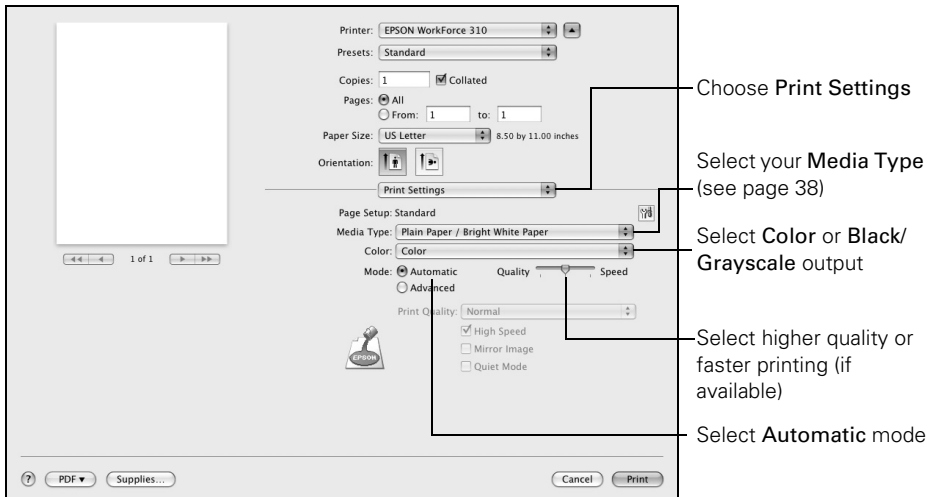 Printer: EPSON WorkForce 310
Presets: Standard
Copies: 1 Collated
Pages: All
From: 1 to: 1
Paper Size: US Letter 8.50 by 11.00 inches
Orientation:
Print Settings
Page Setup: Standard
Media Type: Plain Paper / Bright White Paper
Color: Color
Mode: Automatic Quality Speed
Advanced
Print Quality: Normal
High Speed
Mirror Image
Quiet Mode
EPSON
1 of 1
? PDF Supplies... Cancel Print
Choose Print Settings
Select your Media Type
(see page 38)
Select Color or Black/
Grayscale output
Select higher quality or
faster printing (if
available)
Select Automatic mode